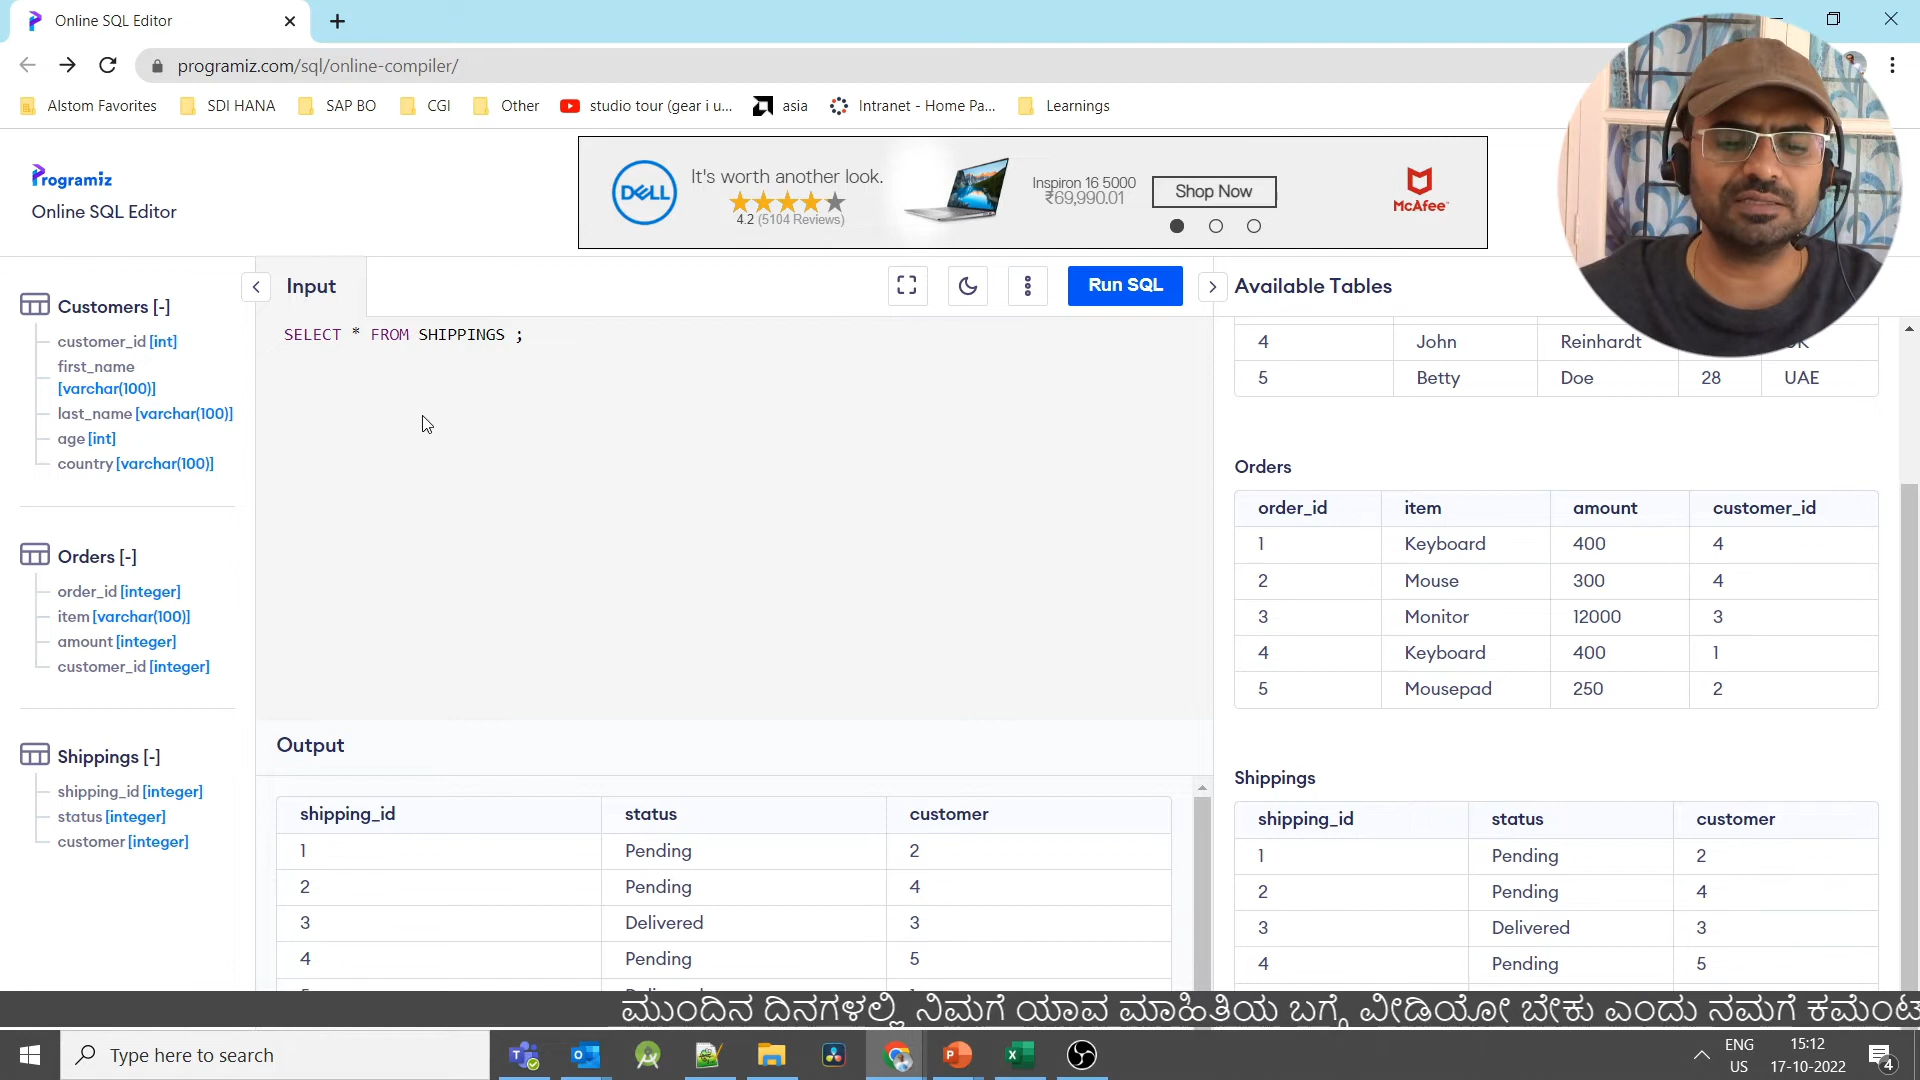 Online SQL Editor
programiz.com/sql/online-compiler/
Alstom Favorites SDI HANA SAP BO CGI Other studio tour (gear i u... asia Intranet - Home Pa... Learnings
Programiz
Online SQL Editor
DELL
It's worth another look.
4.2 (5104 Reviews)
Inspiron 16 5000
₹69,990.01
Shop Now
McAfee
Customers [-]
customer_id [int]
first_name
[varchar(100)]
last_name [varchar(100)]
age [int]
country [varchar(100)]
Orders [-]
order_id [integer]
item [varchar(100)]
amount [integer]
customer_id [integer]
Shippings [-]
shipping_id [integer]
status [integer]
customer [integer]
Input
Run SQL
SELECT * FROM SHIPPINGS ;
Output
shipping_id status customer
1 Pending 2
2 Pending 4
3 Delivered 3
4 Pending 5
Available Tables
4 John Reinhardt
5 Betty Doe 28 UAE
Orders
order_id item amount customer_id
1 Keyboard 400 4
2 Mouse 300 4
3 Monitor 12000 3
4 Keyboard 400 1
5 Mousepad 250 2
Shippings
shipping_id status customer
1 Pending 2
2 Pending 4
3 Delivered 3
4 Pending 5
ಮುಂದಿನ ದಿನಗಳಲ್ಲಿ ನಿಮಗೆ ಯಾವ ಮಾಹಿತಿಯ ಬಗ್ಗೆ ವೀಡಿಯೋ ಬೇಕು ಎಂದು ನಮಗೆ ಕಮೆಂಟ
Type here to search
ENG
US
15:12
17-10-2022
4